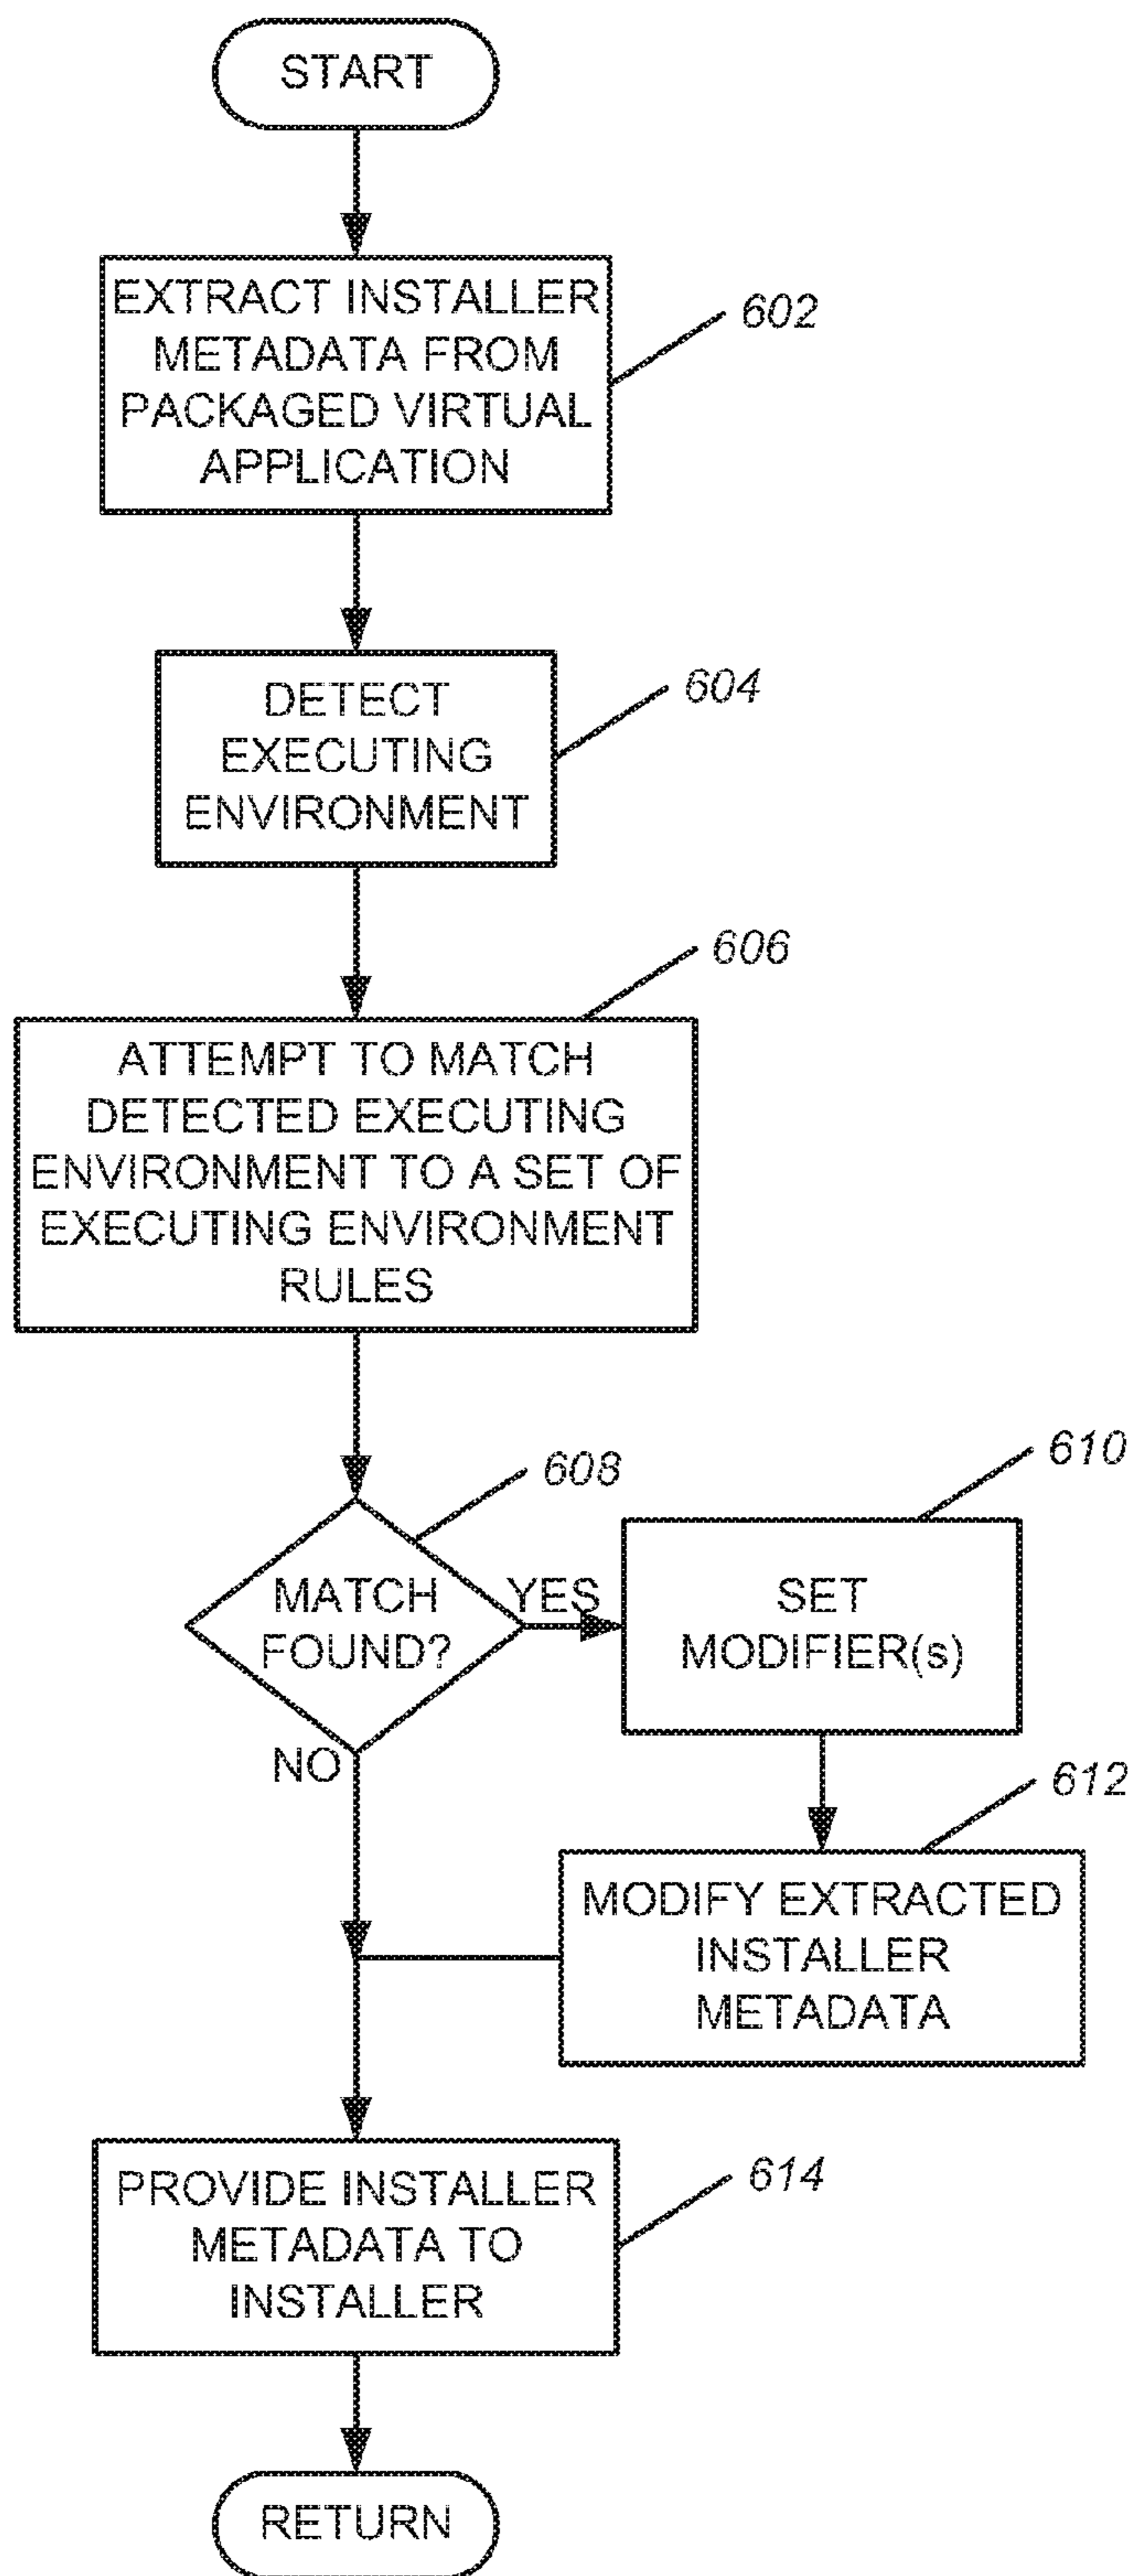 START
EXTRACT INSTALLER
METADATA FROM
PACKAGED VIRTUAL
APPLICATION
602
DETECT
EXECUTING
ENVIRONMENT
604
606
ATTEMPT TO MATCH
DETECTED EXECUTING
ENVIRONMENT TO A SET OF
EXECUTING ENVIRONMENT
RULES
608
MATCH
FOUND?
YES
NO
610
SET
MODIFIER(s)
612
MODIFY EXTRACTED
INSTALLER
METADATA
PROVIDE INSTALLER
METADATA TO
INSTALLER
614
RETURN